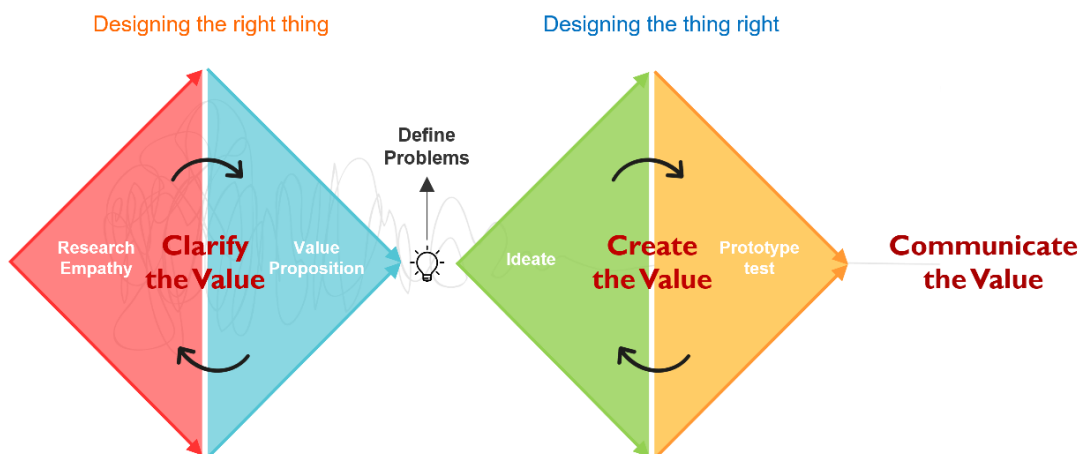 Designing the right thing
Designing the thing right
Define
Problems
Research
Empathy
Clarify
the Value
Value
Proposition
Ideate
Create
the Value
Prototype
test
Communicate
the Value